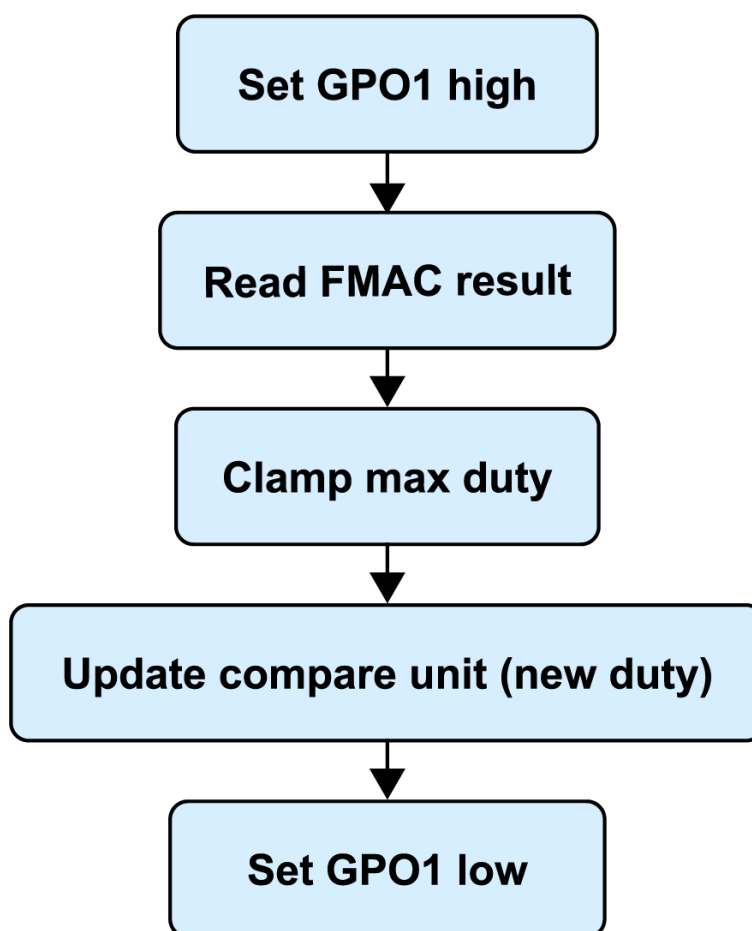 Set GPO1 high
Read FMAC result
Clamp max duty
Update compare unit (new duty)
Set GPO1 low